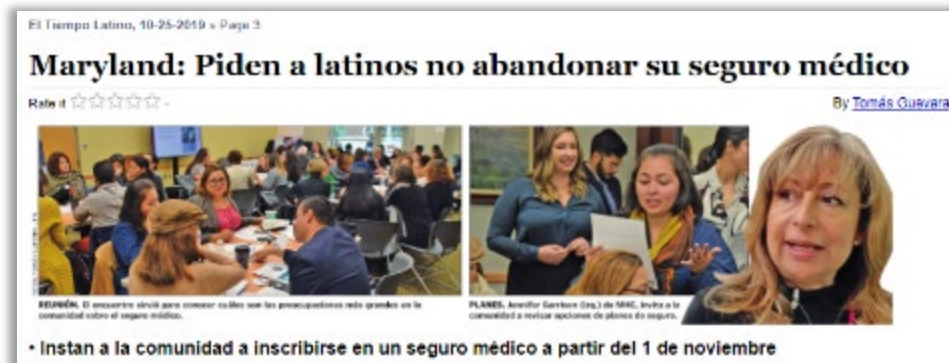 El Tiempo Latino, 10-25-2019 » Page 3
Maryland: Piden a latinos no abandonar su seguro médico
Rate it
By Tomás Guevara
REUNIÓN. El encuentro sirvió para conocer cuáles son las preocupaciones más grandes en la
comunidad sobre el seguro médico.
PLANES. Jennifer Garrison (izq.) de MHC, invita a la
comunidad a revisar opciones de planes de seguro.
• Instan a la comunidad a inscribirse en un seguro médico a partir del 1 de noviembre